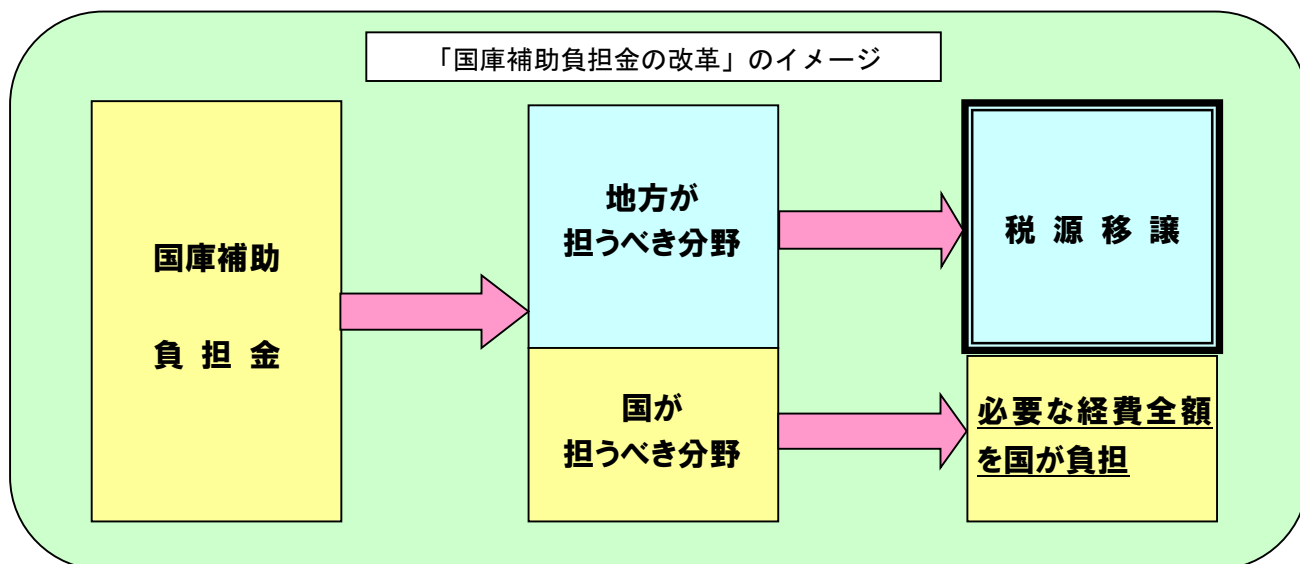 「国庫補助負担金の改革」のイメージ
国庫補助
負 担 金
地方が
担うべき分野
国が
担うべき分野
税 源 移 譲
必要な経費全額
を国が負担